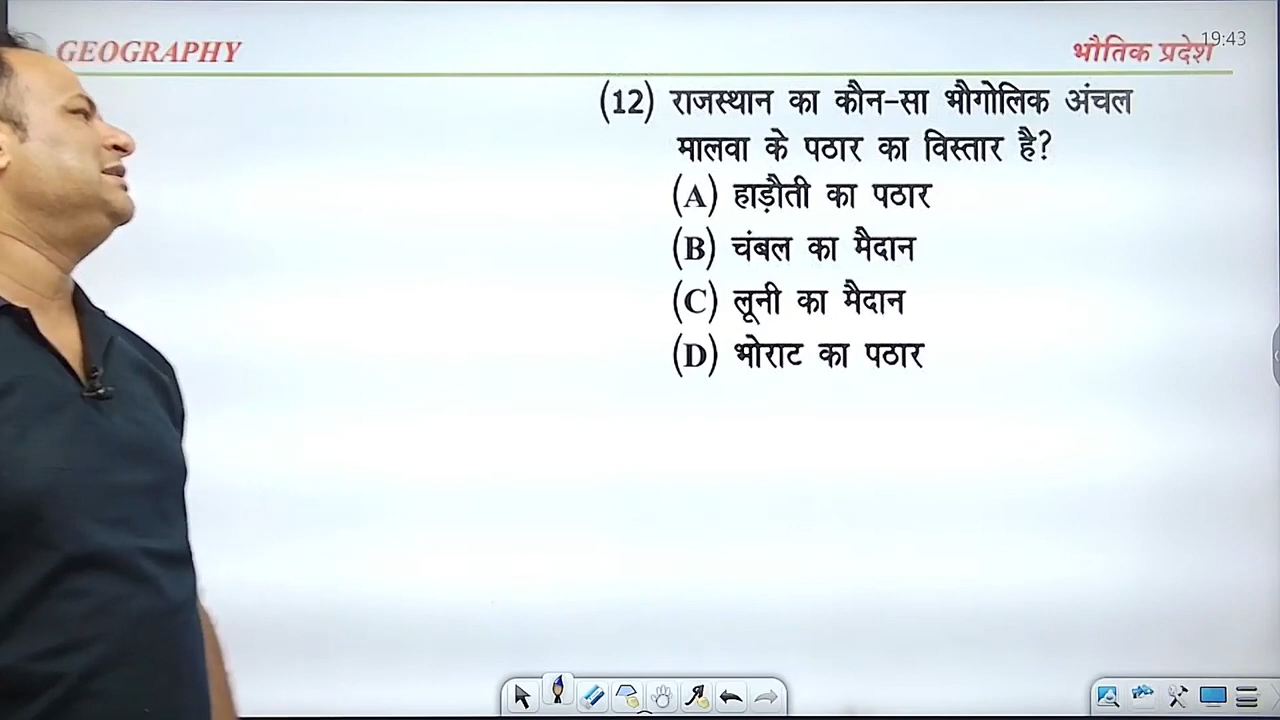 GEOGRAPHY
भौतिक प्रदेश
19:43
(12) राजस्थान का कौन-सा भौगोलिक अंचल
मालवा के पठार का विस्तार है?
(A) हाड़ौती का पठार
(B) चंबल का मैदान
(C) लूनी का मैदान
(D) भोराट का पठार